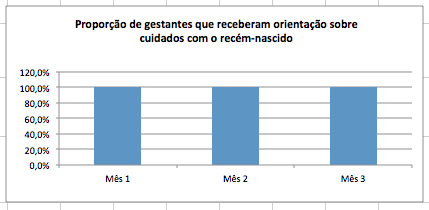 Proporção de gestantes que receberam orientação sobre
cuidados com o recém-nascido
120,0%
100,0%
80,0%
60,0%
40,0%
20,0%
0,0%
Mês 1 Mês 2 Mês 3